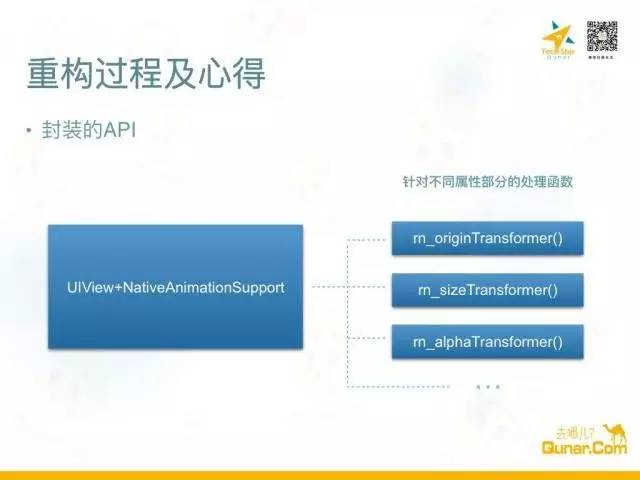 Tech Star
Qunar
重构过程及心得
• 封装的API
针对不同属性部分的处理函数
UIView+NativeAnimationSupport
rn_originTransformer()
rn_sizeTransformer()
rn_alphaTransformer()
...
去哪儿?
Qunar.Com